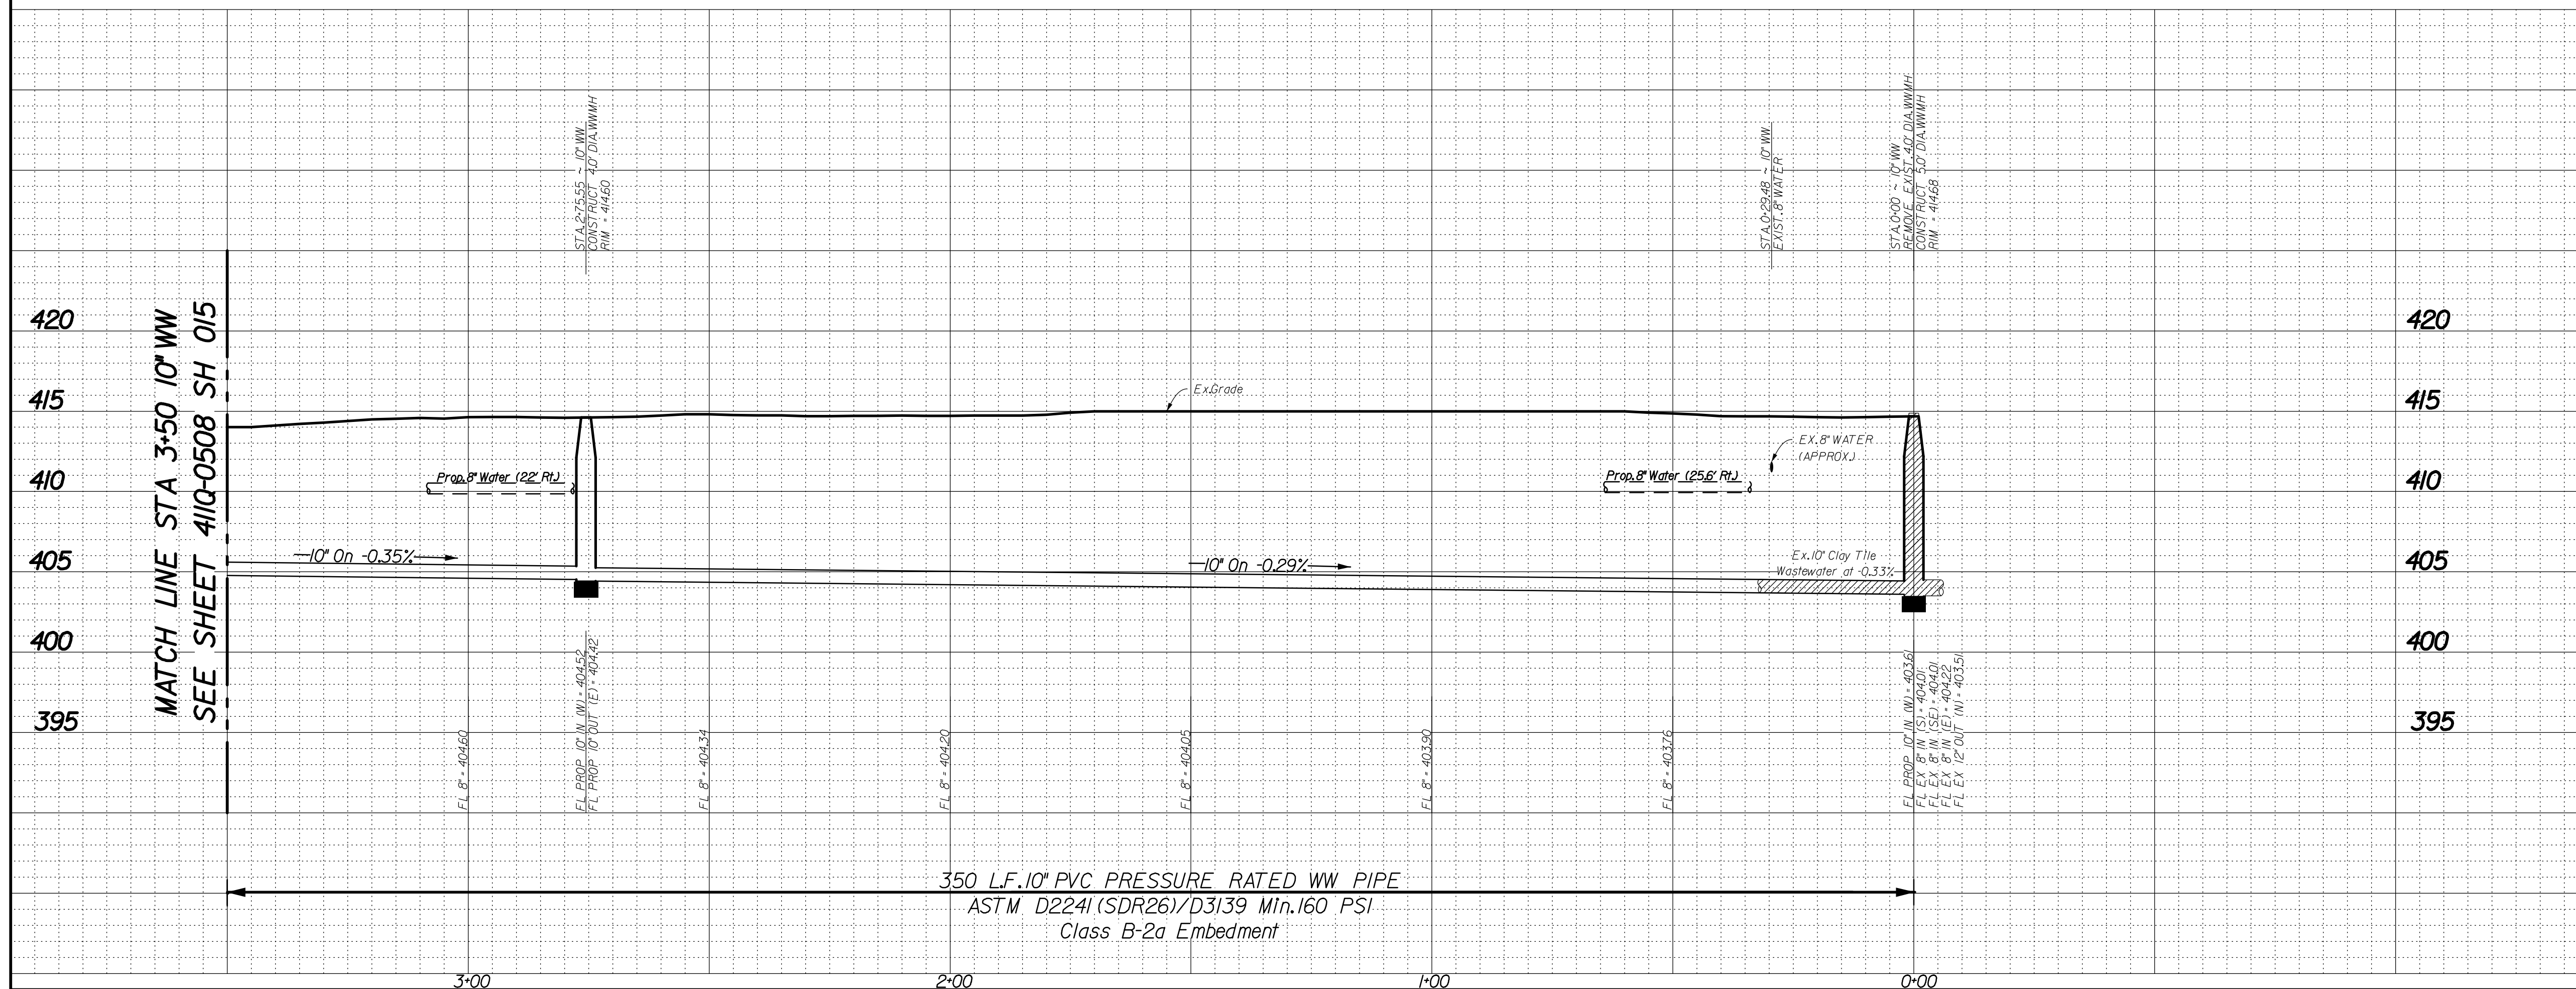 STA. 2+75.55 ~ 10" WW
CONSTRUCT 4.0' DIA. WWMH
RIM = 414.60
STA. 0+29.48 ~ 10" WW
EXIST. 8" WATER
STA. 0+00 ~ 10" WW
REMOVE EXIST. 4.0' DIA. WWMH
CONSTRUCT 5.0' DIA. WWMH
RIM = 414.68
MATCH LINE STA 3+50 10" WW
SEE SHEET 411Q-0508 SH 015
420
420
415
415
410
410
405
405
400
400
395
395
Ex. Grade
EX. 8" WATER
(APPROX.)
Prop. 8" Water (22' Rt.)
Prop. 8" Water (25.6' Rt.)
10" On -0.35%
10" On -0.29%
Ex. 10" Clay Tile
Wastewater at -0.33%
FL 8" = 404.60
FL PROP 10" IN (W) = 404.52
FL PROP 10" OUT (E) = 404.42
FL 8" = 404.34
FL 8" = 404.20
FL 8" = 404.05
FL 8" = 403.90
FL 8" = 403.76
FL PROP 10" IN (W) = 403.61
FL EX 8" IN (S) = 404.01
FL EX 8" IN (SE) = 404.01
FL EX 8" IN (E) = 404.22
FL EX 12" OUT (N) = 403.51
350 L.F. 10" PVC PRESSURE RATED WW PIPE
ASTM D2241 (SDR26)/D3139 Min. 160 PSI
Class B-2a Embedment
3+00
2+00
1+00
0+00